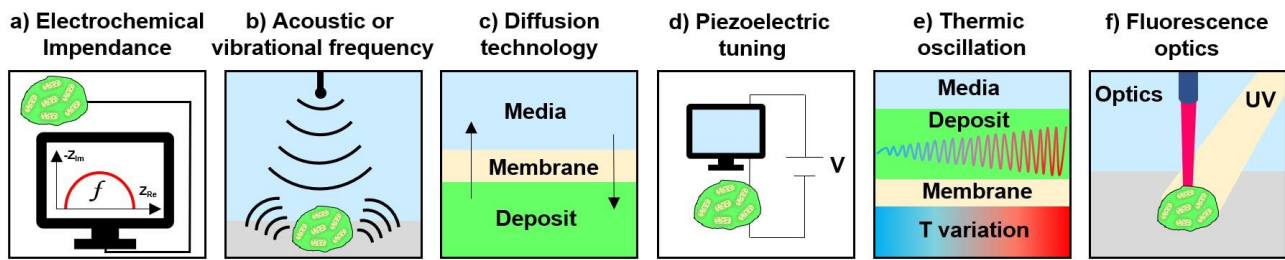 a) Electrochemical
Impendance
b) Acoustic or
vibrational frequency
c) Diffusion
technology
d) Piezoelectric
tuning
e) Thermic
oscillation
f) Fluorescence
optics
-ZIm
f
ZRe
Media
Membrane
Deposit
V
Media
Deposit
Membrane
T variation
Optics
UV